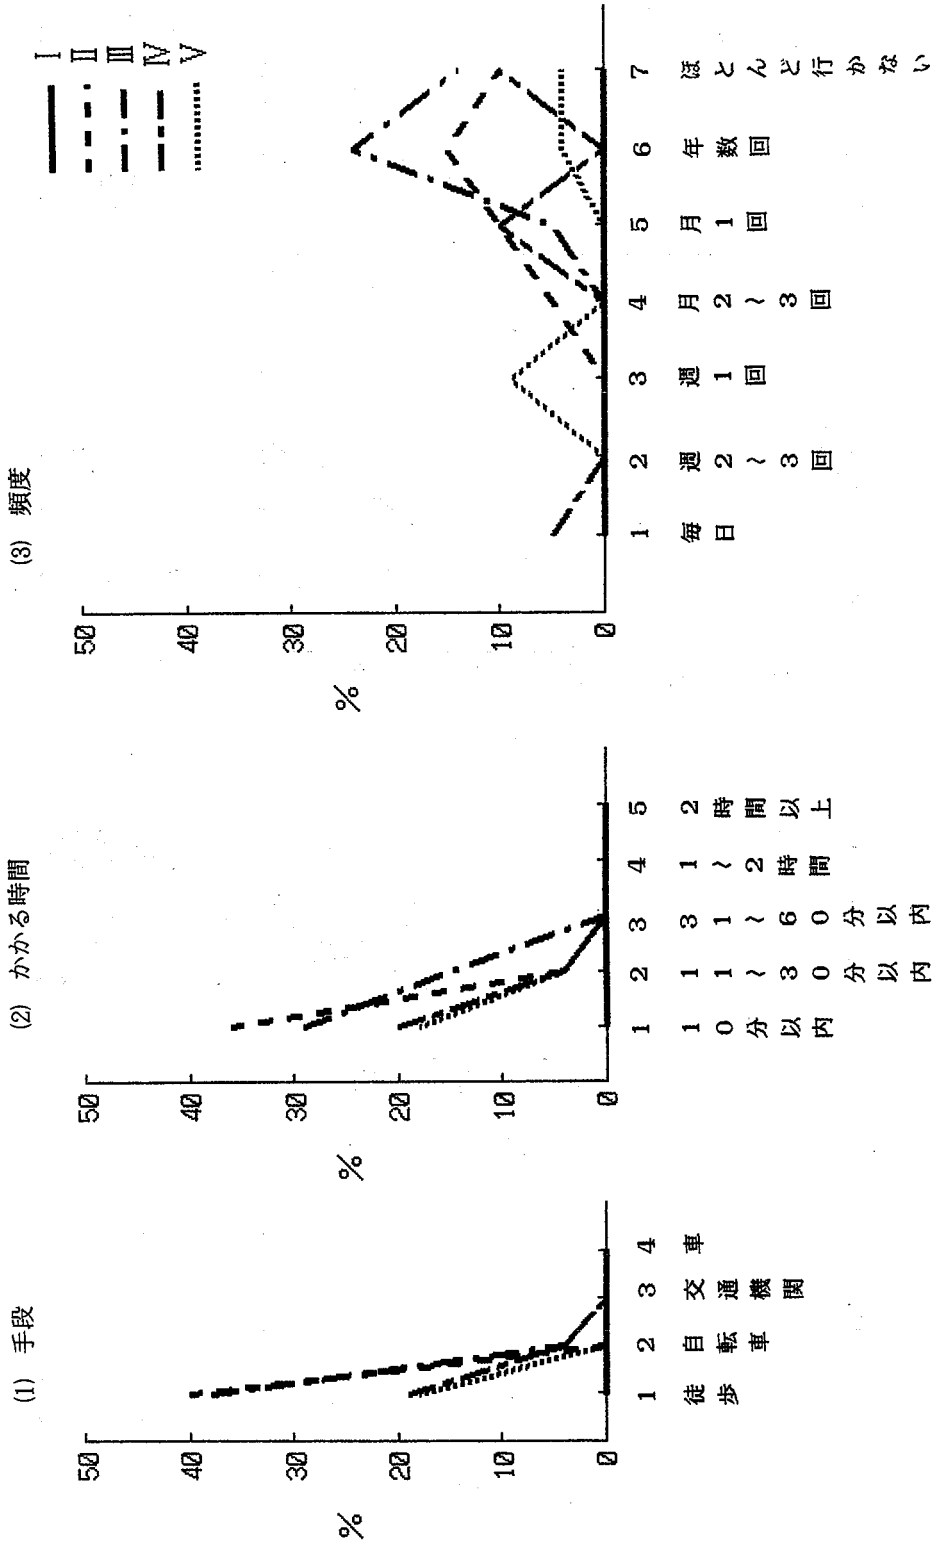 (1) 手段
%
50
40
30
20
10
0
1 徒歩
2 自転車
3 交通機関
4 車
(2) かかる時間
%
50
40
30
20
10
0
1 10分以内
2 11~30分以内
3 31~60分以内
4 1~2時間
5 2時間以上
(3) 頻度
%
50
40
30
20
10
0
1 毎日
2 週2~3回
3 週1回
4 月2~3回
5 月1回
6 年数回
7 ほとんど行かない
I
II
III
IV
V